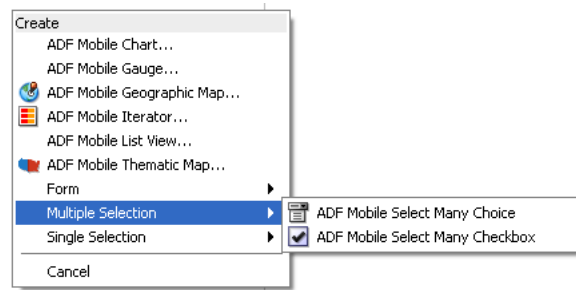 Create
ADF Mobile Chart...
ADF Mobile Gauge...
ADF Mobile Geographic Map...
ADF Mobile Iterator...
ADF Mobile List View...
ADF Mobile Thematic Map...
Form
Multiple Selection
ADF Mobile Select Many Choice
Single Selection
ADF Mobile Select Many Checkbox
Cancel